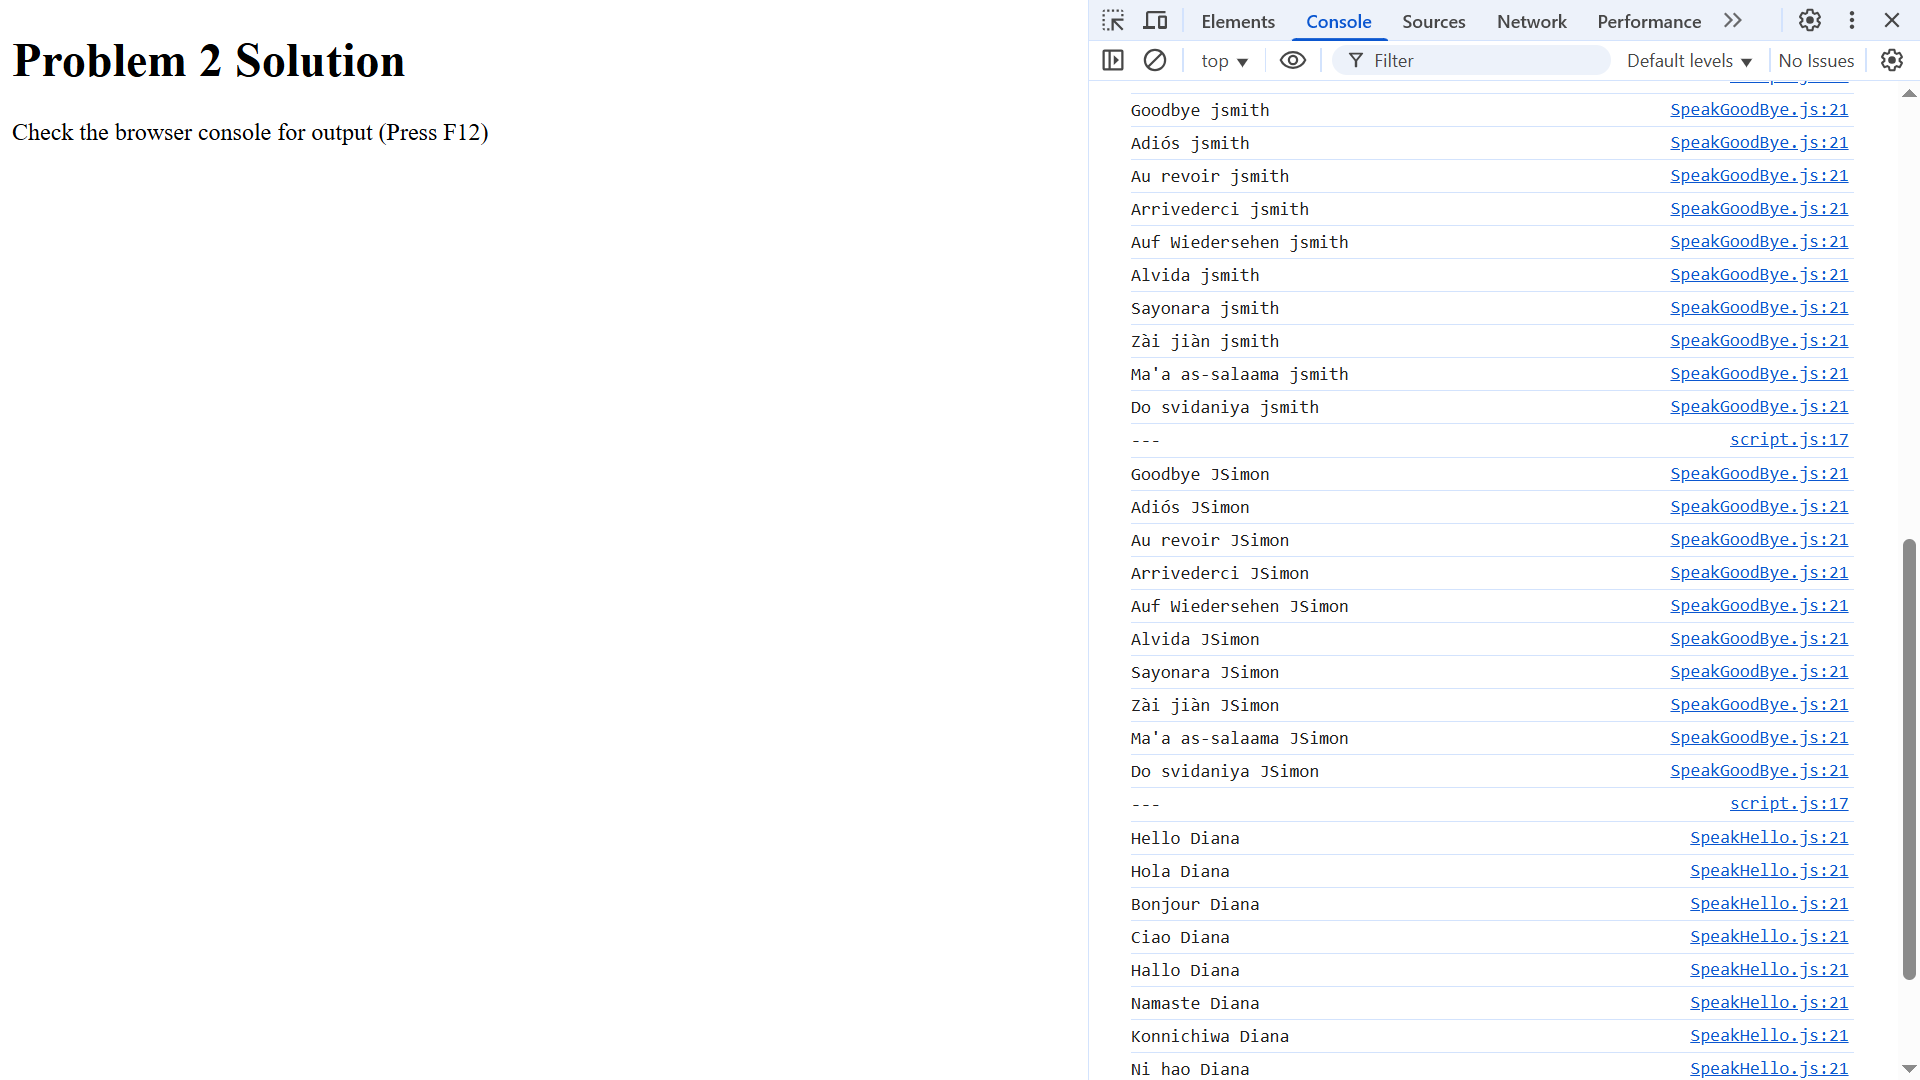 Problem 2 Solution
Check the browser console for output (Press F12)
Elements Console Sources Network Performance
top Filter Default levels No Issues
Goodbye jsmith SpeakGoodBye.js:21
Adiós jsmith SpeakGoodBye.js:21
Au revoir jsmith SpeakGoodBye.js:21
Arrivederci jsmith SpeakGoodBye.js:21
Auf Wiedersehen jsmith SpeakGoodBye.js:21
Alvida jsmith SpeakGoodBye.js:21
Sayonara jsmith SpeakGoodBye.js:21
Zài jiàn jsmith SpeakGoodBye.js:21
Ma'a as-salaama jsmith SpeakGoodBye.js:21
Do svidaniya jsmith SpeakGoodBye.js:21
--- script.js:17
Goodbye JSimon SpeakGoodBye.js:21
Adiós JSimon SpeakGoodBye.js:21
Au revoir JSimon SpeakGoodBye.js:21
Arrivederci JSimon SpeakGoodBye.js:21
Auf Wiedersehen JSimon SpeakGoodBye.js:21
Alvida JSimon SpeakGoodBye.js:21
Sayonara JSimon SpeakGoodBye.js:21
Zài jiàn JSimon SpeakGoodBye.js:21
Ma'a as-salaama JSimon SpeakGoodBye.js:21
Do svidaniya JSimon SpeakGoodBye.js:21
--- script.js:17
Hello Diana SpeakHello.js:21
Hola Diana SpeakHello.js:21
Bonjour Diana SpeakHello.js:21
Ciao Diana SpeakHello.js:21
Hallo Diana SpeakHello.js:21
Namaste Diana SpeakHello.js:21
Konnichiwa Diana SpeakHello.js:21
Ni hao Diana SpeakHello.js:21